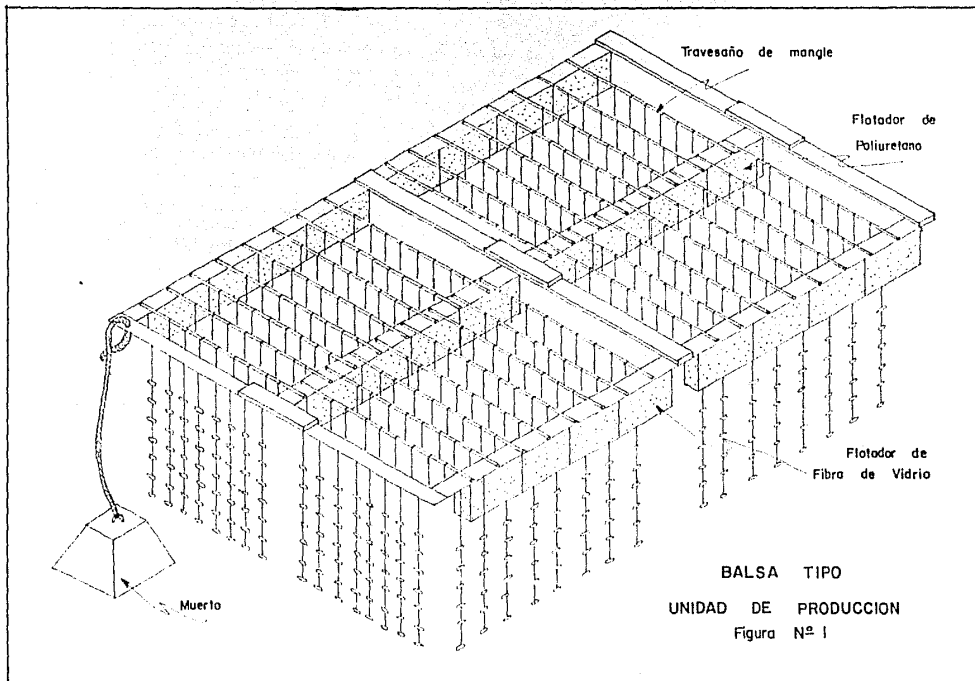 Travesaño de mangle
Flotador de
Poliuretano
Flotador de
Fibra de Vidrio
Muerto
BALSA TIPO
UNIDAD DE PRODUCCION
Figura Nº 1